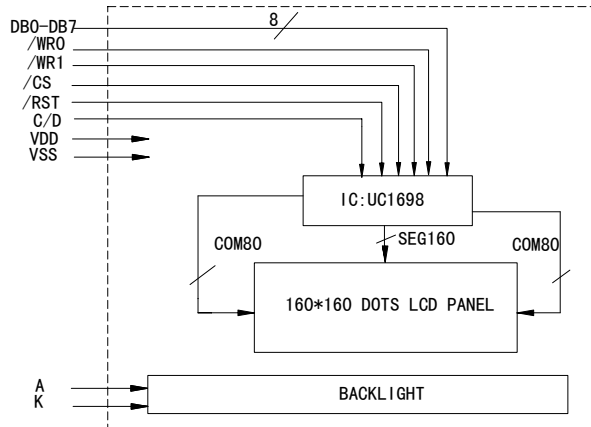 DB0-DB7
8
/WR0
/WR1
/CS
/RST
C/D
VDD
VSS
IC:UC1698
COM80
SEG160
COM80
160*160 DOTS LCD PANEL
A
K
BACKLIGHT